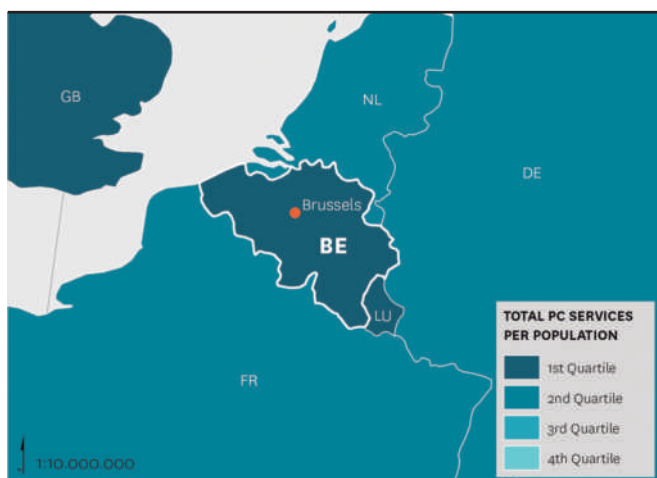 GB
NL
DE
Brussels
BE
LU
FR
TOTAL PC SERVICES
PER POPULATION
1st Quartile
2nd Quartile
3rd Quartile
4th Quartile
1:10.000.000